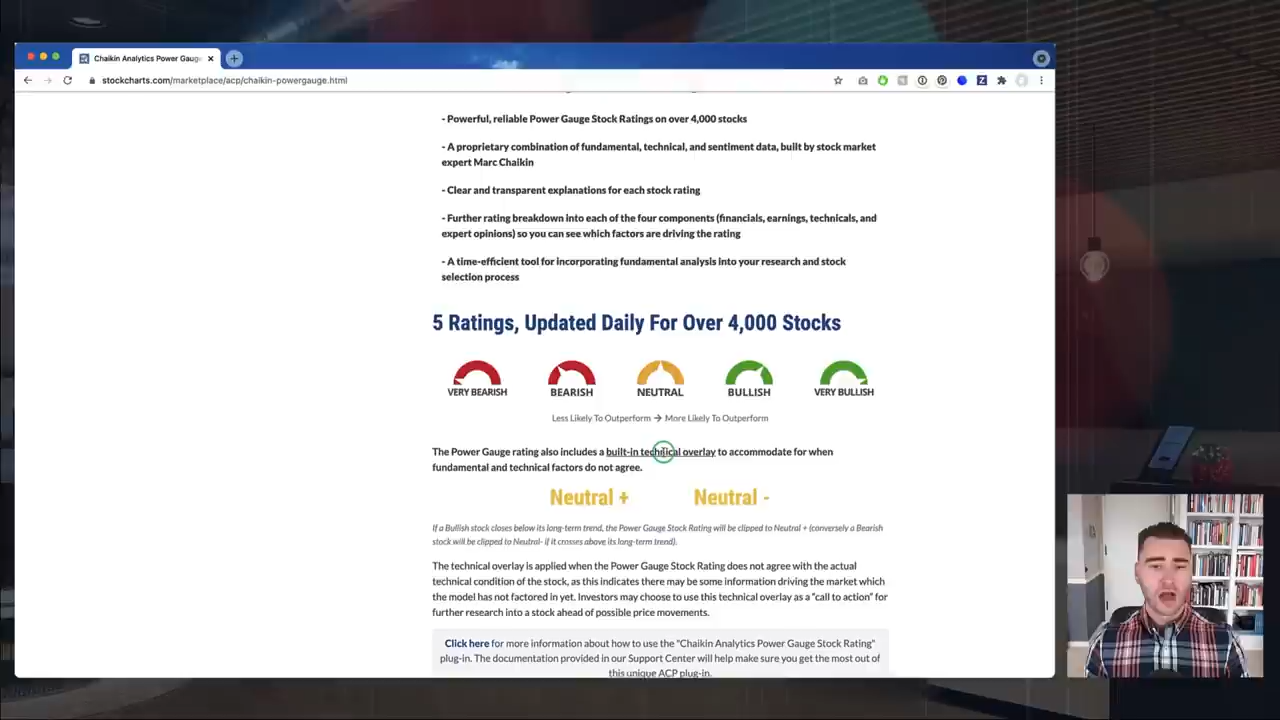 Chaikin Analytics Power Gauge
stockcharts.com/marketplace/acp/chaikin-powergauge.html
- Powerful, reliable Power Gauge Stock Ratings on over 4,000 stocks
- A proprietary combination of fundamental, technical, and sentiment data, built by stock market
expert Marc Chaikin
- Clear and transparent explanations for each stock rating
- Further rating breakdown into each of the four components (financials, earnings, technicals, and
expert opinions) so you can see which factors are driving the rating
- A time-efficient tool for incorporating fundamental analysis into your research and stock
selection process
5 Ratings, Updated Daily For Over 4,000 Stocks
VERY BEARISH BEARISH NEUTRAL BULLISH VERY BULLISH
Less Likely To Outperform → More Likely To Outperform
The Power Gauge rating also includes a built-in technical overlay to accommodate for when
fundamental and technical factors do not agree.
Neutral + Neutral -
If a Bullish stock closes below its long-term trend, the Power Gauge Stock Rating will be clipped to Neutral + (conversely a Bearish
stock will be clipped to Neutral- if it crosses above its long-term trend).
The technical overlay is applied when the Power Gauge Stock Rating does not agree with the actual
technical condition of the stock, as this indicates there may be some information driving the market which
the model has not factored in yet. Investors may choose to use this technical overlay as a “call to action” for
further research into a stock ahead of possible price movements.
Click here for more information about how to use the "Chaikin Analytics Power Gauge Stock Rating"
plug-in. The documentation provided in our Support Center will help make sure you get the most out of
this unique ACP plug-in.